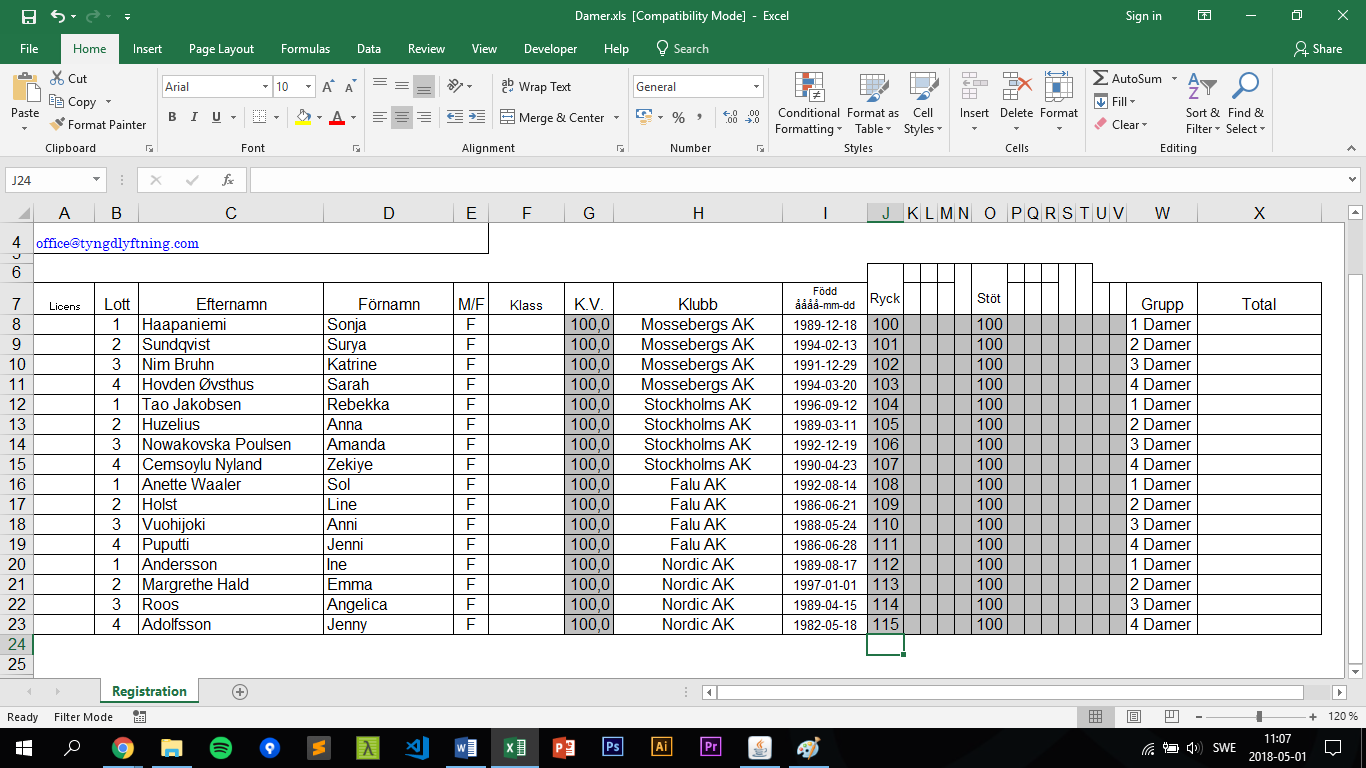 Damer.xls [Compatibility Mode] - Excel
Sign in
File Home Insert Page Layout Formulas Data Review View Developer Help Search Share
Paste Cut Arial 10 Wrap Text General Conditional Formatting Format as Table Cell Styles Insert Delete Format AutoSum Sort & Filter Find & Select
Copy B I U Merge & Center % Fill
Format Painter Clear
Clipboard Font Alignment Number Styles Cells Editing
J24 fx
A B C D E F G H I J K L M N O P Q R S T U V W X
4 office@tyngdlyftning.com
5
6
7 Licens Lott Efternamn Förnamn M/F Klass K.V. Klubb Född åååå-mm-dd Ryck Stöt Grupp Total
8 1 Haapaniemi Sonja F 100,0 Mossebergs AK 1989-12-18 100 100 1 Damer
9 2 Sundqvist Surya F 100,0 Mossebergs AK 1994-02-13 101 100 2 Damer
10 3 Nim Bruhn Katrine F 100,0 Mossebergs AK 1991-12-29 102 100 3 Damer
11 4 Hovden Øvsthus Sarah F 100,0 Mossebergs AK 1994-03-20 103 100 4 Damer
12 1 Tao Jakobsen Rebekka F 100,0 Stockholms AK 1996-09-12 104 100 1 Damer
13 2 Huzelius Anna F 100,0 Stockholms AK 1989-03-11 105 100 2 Damer
14 3 Nowakovska Poulsen Amanda F 100,0 Stockholms AK 1992-12-19 106 100 3 Damer
15 4 Cemsoylu Nyland Zekiye F 100,0 Stockholms AK 1990-04-23 107 100 4 Damer
16 1 Anette Waaler Sol F 100,0 Falu AK 1992-08-14 108 100 1 Damer
17 2 Holst Line F 100,0 Falu AK 1986-06-21 109 100 2 Damer
18 3 Vuohijoki Anni F 100,0 Falu AK 1988-05-24 110 100 3 Damer
19 4 Puputti Jenni F 100,0 Falu AK 1986-06-28 111 100 4 Damer
20 1 Andersson Ine F 100,0 Nordic AK 1989-08-17 112 100 1 Damer
21 2 Margrethe Hald Emma F 100,0 Nordic AK 1997-01-01 113 100 2 Damer
22 3 Roos Angelica F 100,0 Nordic AK 1989-04-15 114 100 3 Damer
23 4 Adolfsson Jenny F 100,0 Nordic AK 1982-05-18 115 100 4 Damer
24
25
Registration
Ready Filter Mode 120 %
Ps Ai Pr SWE 11:07
2018-05-01